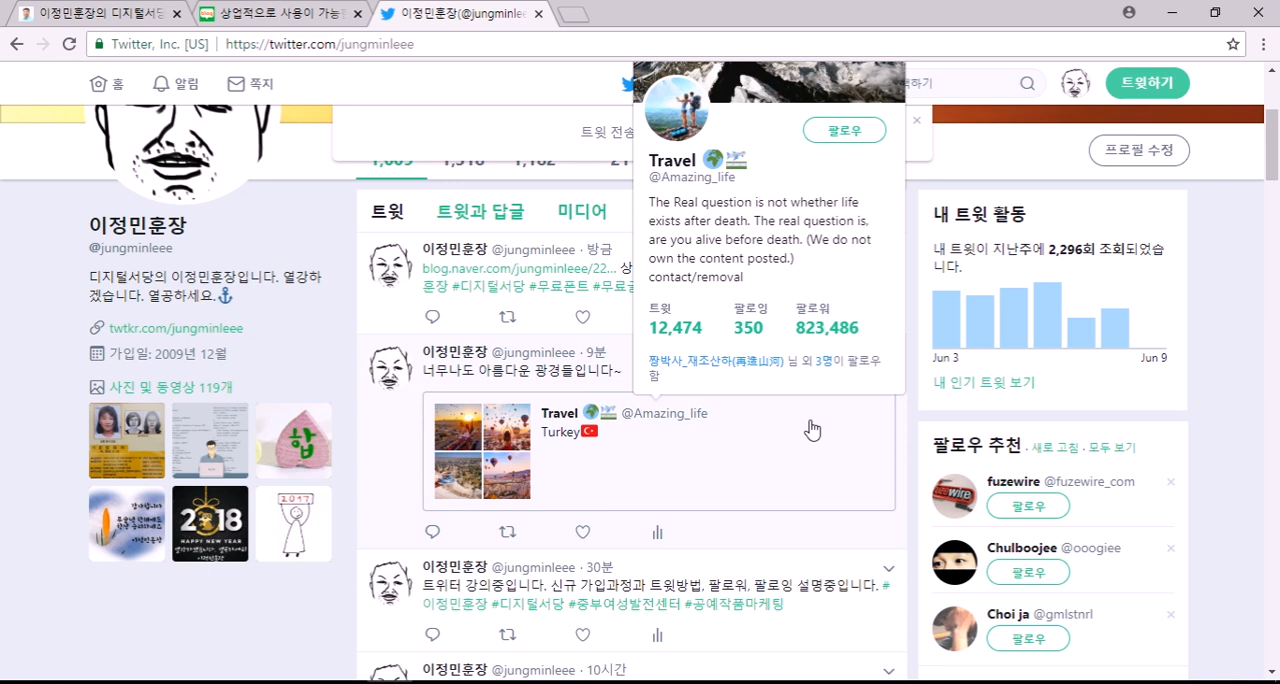 이정민훈장의 디지털서당
상업적으로 사용이 가능한
이정민훈장(@jungminlee
Twitter, Inc. [US]
https://twitter.com/jungminleee
홈
알림
쪽지
트윗하기
트윗 전송
프로필 수정
이정민훈장
@jungminleee
디지털서당의 이정민훈장입니다. 열강하
겠습니다. 열공하세요.
twtkr.com/jungminleee
가입일: 2009년 12월
사진 및 동영상 119개
합
2018
HAPPY NEW YEAR
이정민훈장
2017
트윗
트윗과 답글
미디어
이정민훈장 @jungminleee · 방금
blog.naver.com/jungminleee/22... 상
훈장 #디지털서당 #무료폰트 #무료글
이정민훈장 @jungminleee · 9분
너무나도 아름다운 광경들입니다~
Travel @Amazing_life
Turkey
이정민훈장 @jungminleee · 30분
트위터 강의중입니다. 신규 가입과정과 트윗방법, 팔로워, 팔로잉 설명중입니다. #
이정민훈장 #디지털서당 #중부여성발전센터 #공예작품마케팅
이정민훈장 @jungminleee · 10시간
팔로우
Travel
@Amazing_life
The Real question is not whether life
exists after death. The real question is,
are you alive before death. (We do not
own the content posted.)
contact/removal
트윗
팔로잉
팔로워
12,474
350
823,486
짱박사_재조산하(再造山河) 님 외 3명이 팔로우
함
내 트윗 활동
내 트윗이 지난주에 2,296회 조회되었습
니다.
Jun 3
Jun 9
내 인기 트윗 보기
팔로우 추천 · 새로 고침 · 모두 보기
fuzewire @fuzewire_com
팔로우
Chulboojee @ooogiee
팔로우
Choi ja @gmlstnrl
팔로우